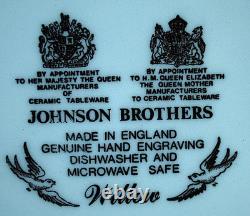 BY APPOINTMENT
TO HER MAJESTY THE QUEEN
MANUFACTURERS
OF
CERAMIC TABLEWARE
BY APPOINTMENT
TO H.M. QUEEN ELIZABETH
THE QUEEN MOTHER
MANUFACTURERS
OF
CERAMIC TABLEWARE
JOHNSON BROTHERS
MADE IN ENGLAND
GENUINE HAND ENGRAVING
DISHWASHER AND
MICROWAVE SAFE
Willow